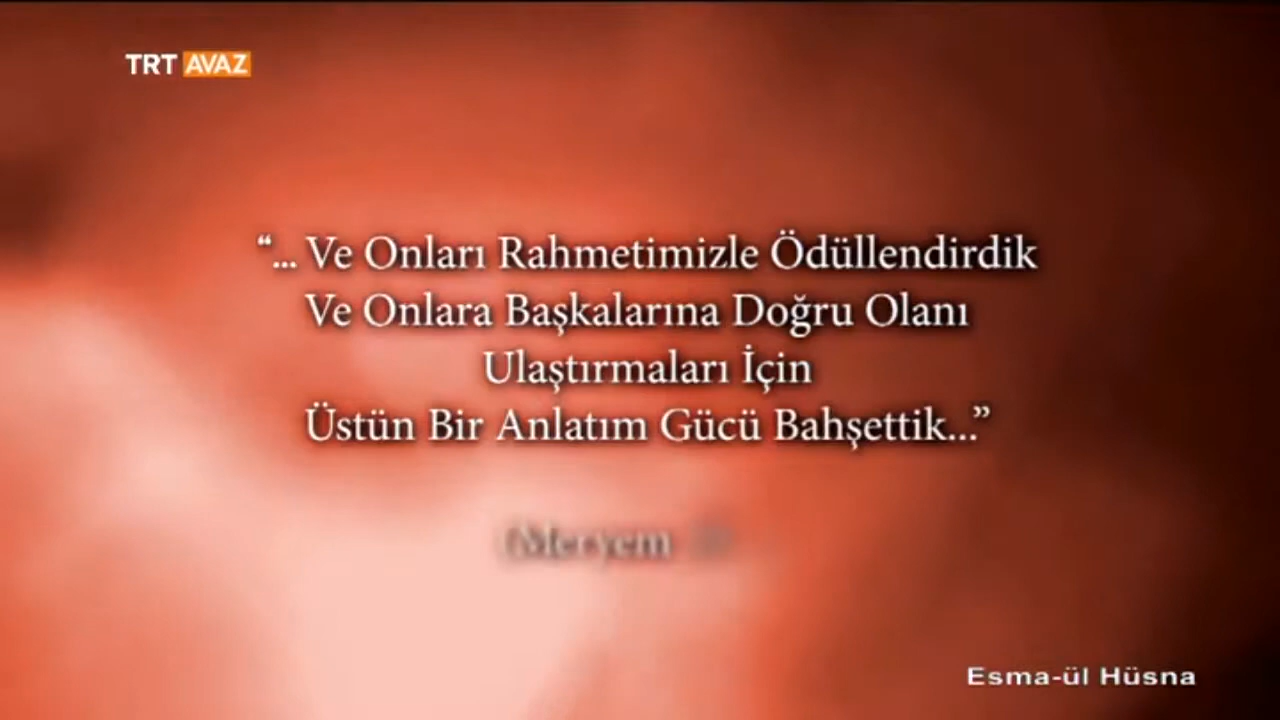 TRT AVAZ
“... Ve Onları Rahmetimizle Ödüllendirdik
Ve Onlara Başkalarına Doğru Olanı
Ulaştırmaları İçin
Üstün Bir Anlatım Gücü Bahşettik...”
(Meryem
Esma-ül Hüsna